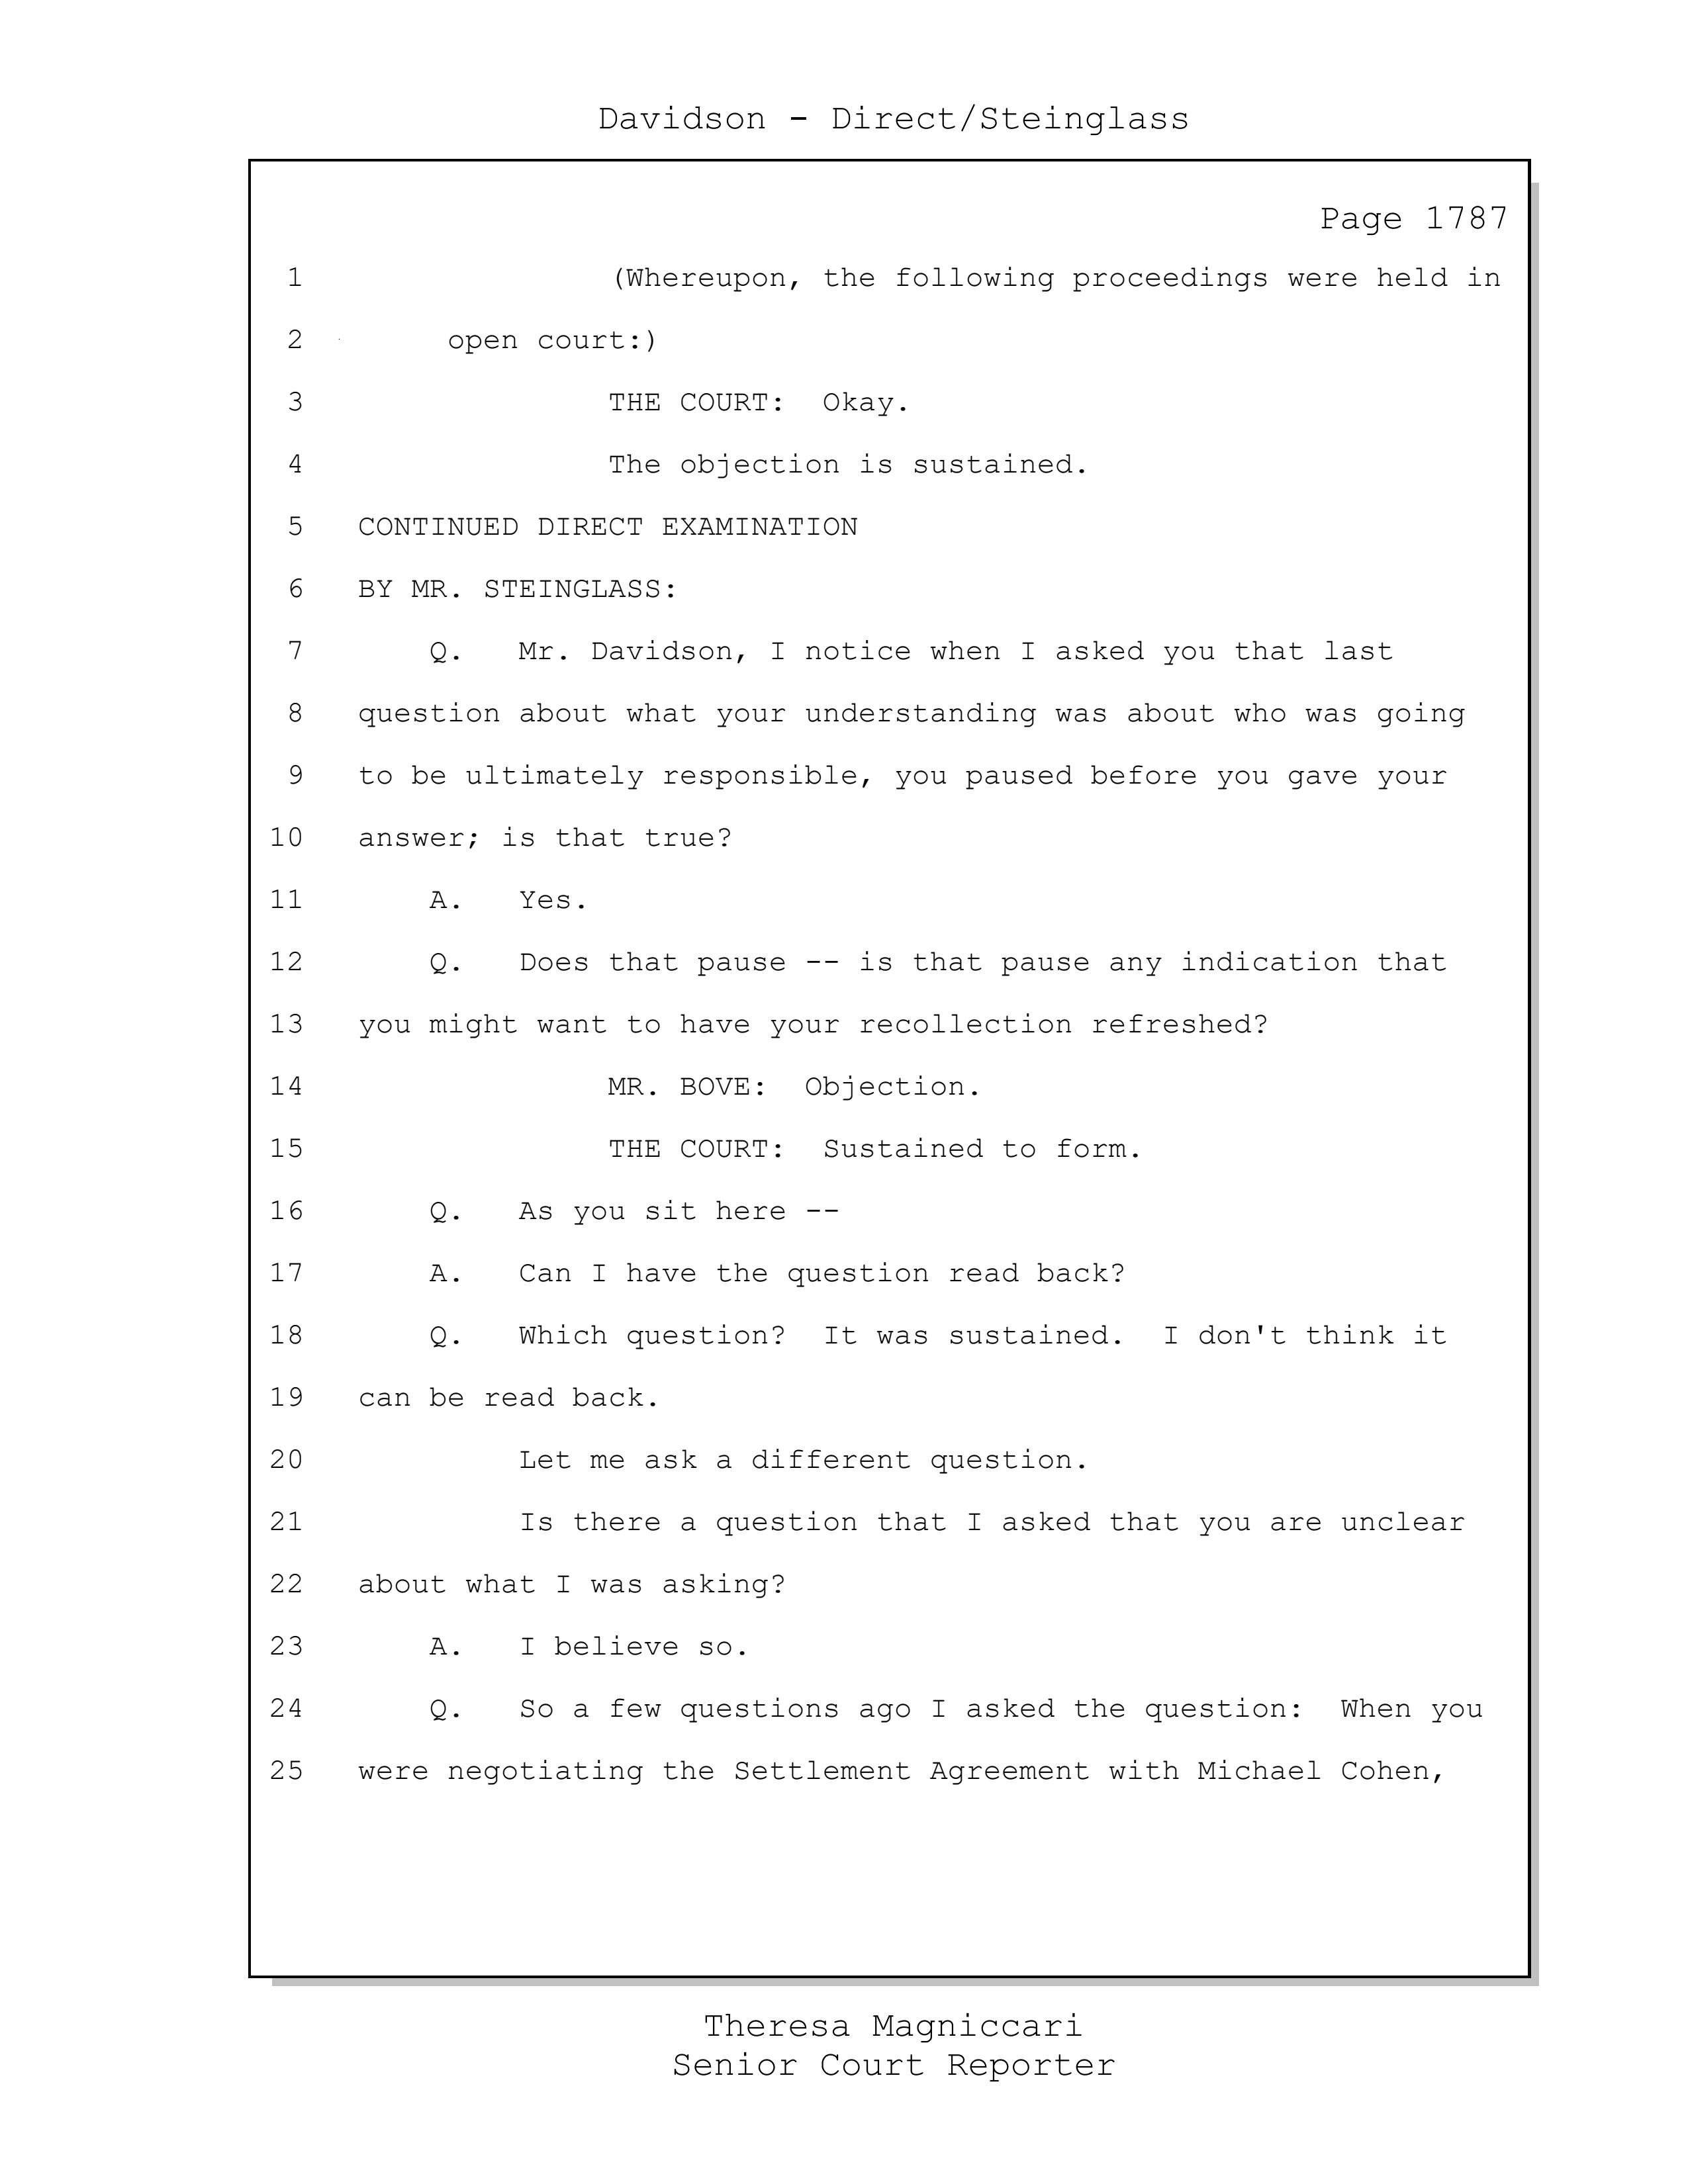 Davidson - Direct/Steinglass
Page 1787
1 (Whereupon, the following proceedings were held in
2 open court:)
3 THE COURT: Okay.
4 The objection is sustained.
5 CONTINUED DIRECT EXAMINATION
6 BY MR. STEINGLASS:
7 Q. Mr. Davidson, I notice when I asked you that last
8 question about what your understanding was about who was going
9 to be ultimately responsible, you paused before you gave your
10 answer; is that true?
11 A. Yes.
12 Q. Does that pause -- is that pause any indication that
13 you might want to have your recollection refreshed?
14 MR. BOVE: Objection.
15 THE COURT: Sustained to form.
16 Q. As you sit here --
17 A. Can I have the question read back?
18 Q. Which question? It was sustained. I don't think it
19 can be read back.
20 Let me ask a different question.
21 Is there a question that I asked that you are unclear
22 about what I was asking?
23 A. I believe so.
24 Q. So a few questions ago I asked the question: When you
25 were negotiating the Settlement Agreement with Michael Cohen,
Theresa Magniccari
Senior Court Reporter